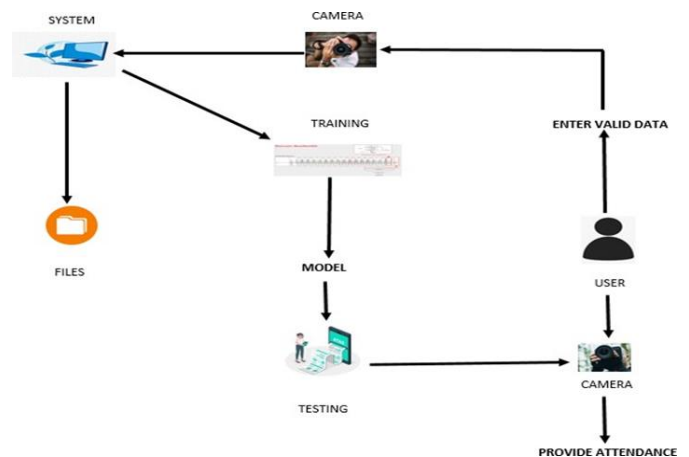 SYSTEM
CAMERA
TRAINING
ENTER VALID DATA
FILES
MODEL
USER
TESTING
CAMERA
PROVIDE ATTENDANCE